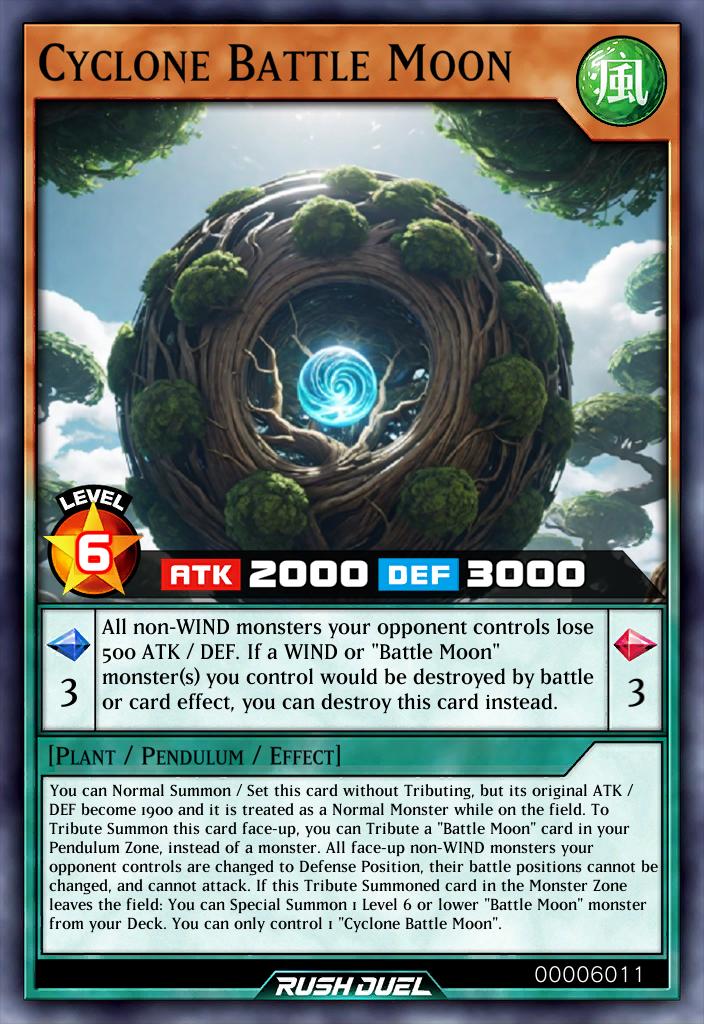 Cyclone Battle Moon
LEVEL
6
ATK 2000 DEF 3000
3
All non-WIND monsters your opponent controls lose
500 ATK / DEF. If a WIND or "Battle Moon"
monster(s) you control would be destroyed by battle
or card effect, you can destroy this card instead.
3
[Plant / Pendulum / Effect]
You can Normal Summon / Set this card without Tributing, but its original ATK /
DEF become 1900 and it is treated as a Normal Monster while on the field. To
Tribute Summon this card face-up, you can Tribute a "Battle Moon" card in your
Pendulum Zone, instead of a monster. All face-up non-WIND monsters your
opponent controls are changed to Defense Position, their battle positions cannot be
changed, and cannot attack. If this Tribute Summoned card in the Monster Zone
leaves the field: You can Special Summon 1 Level 6 or lower "Battle Moon" monster
from your Deck. You can only control 1 "Cyclone Battle Moon".
RUSH DUEL
00006011